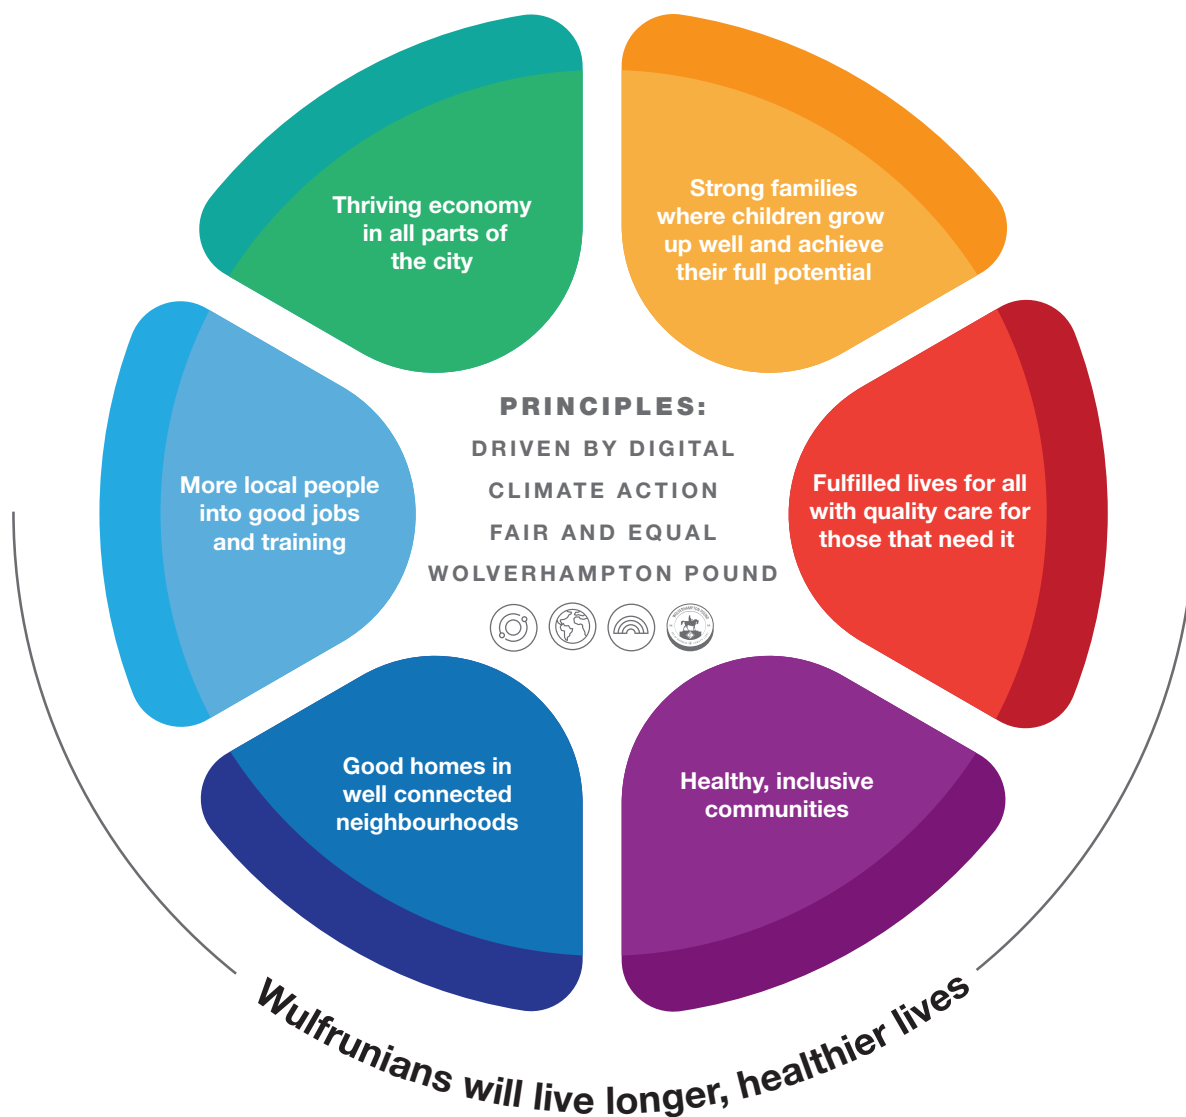 Thriving economy
in all parts of
the city
Strong families
where children grow
up well and achieve
their full potential
More local people
into good jobs
and training
PRINCIPLES:
DRIVEN BY DIGITAL
CLIMATE ACTION
FAIR AND EQUAL
WOLVERHAMPTON POUND
WOLVERHAMPTON POUND
Fulfilled lives for all
with quality care for
those that need it
Good homes in
well connected
neighbourhoods
Healthy, inclusive
communities
Wulfrunians will live longer, healthier lives